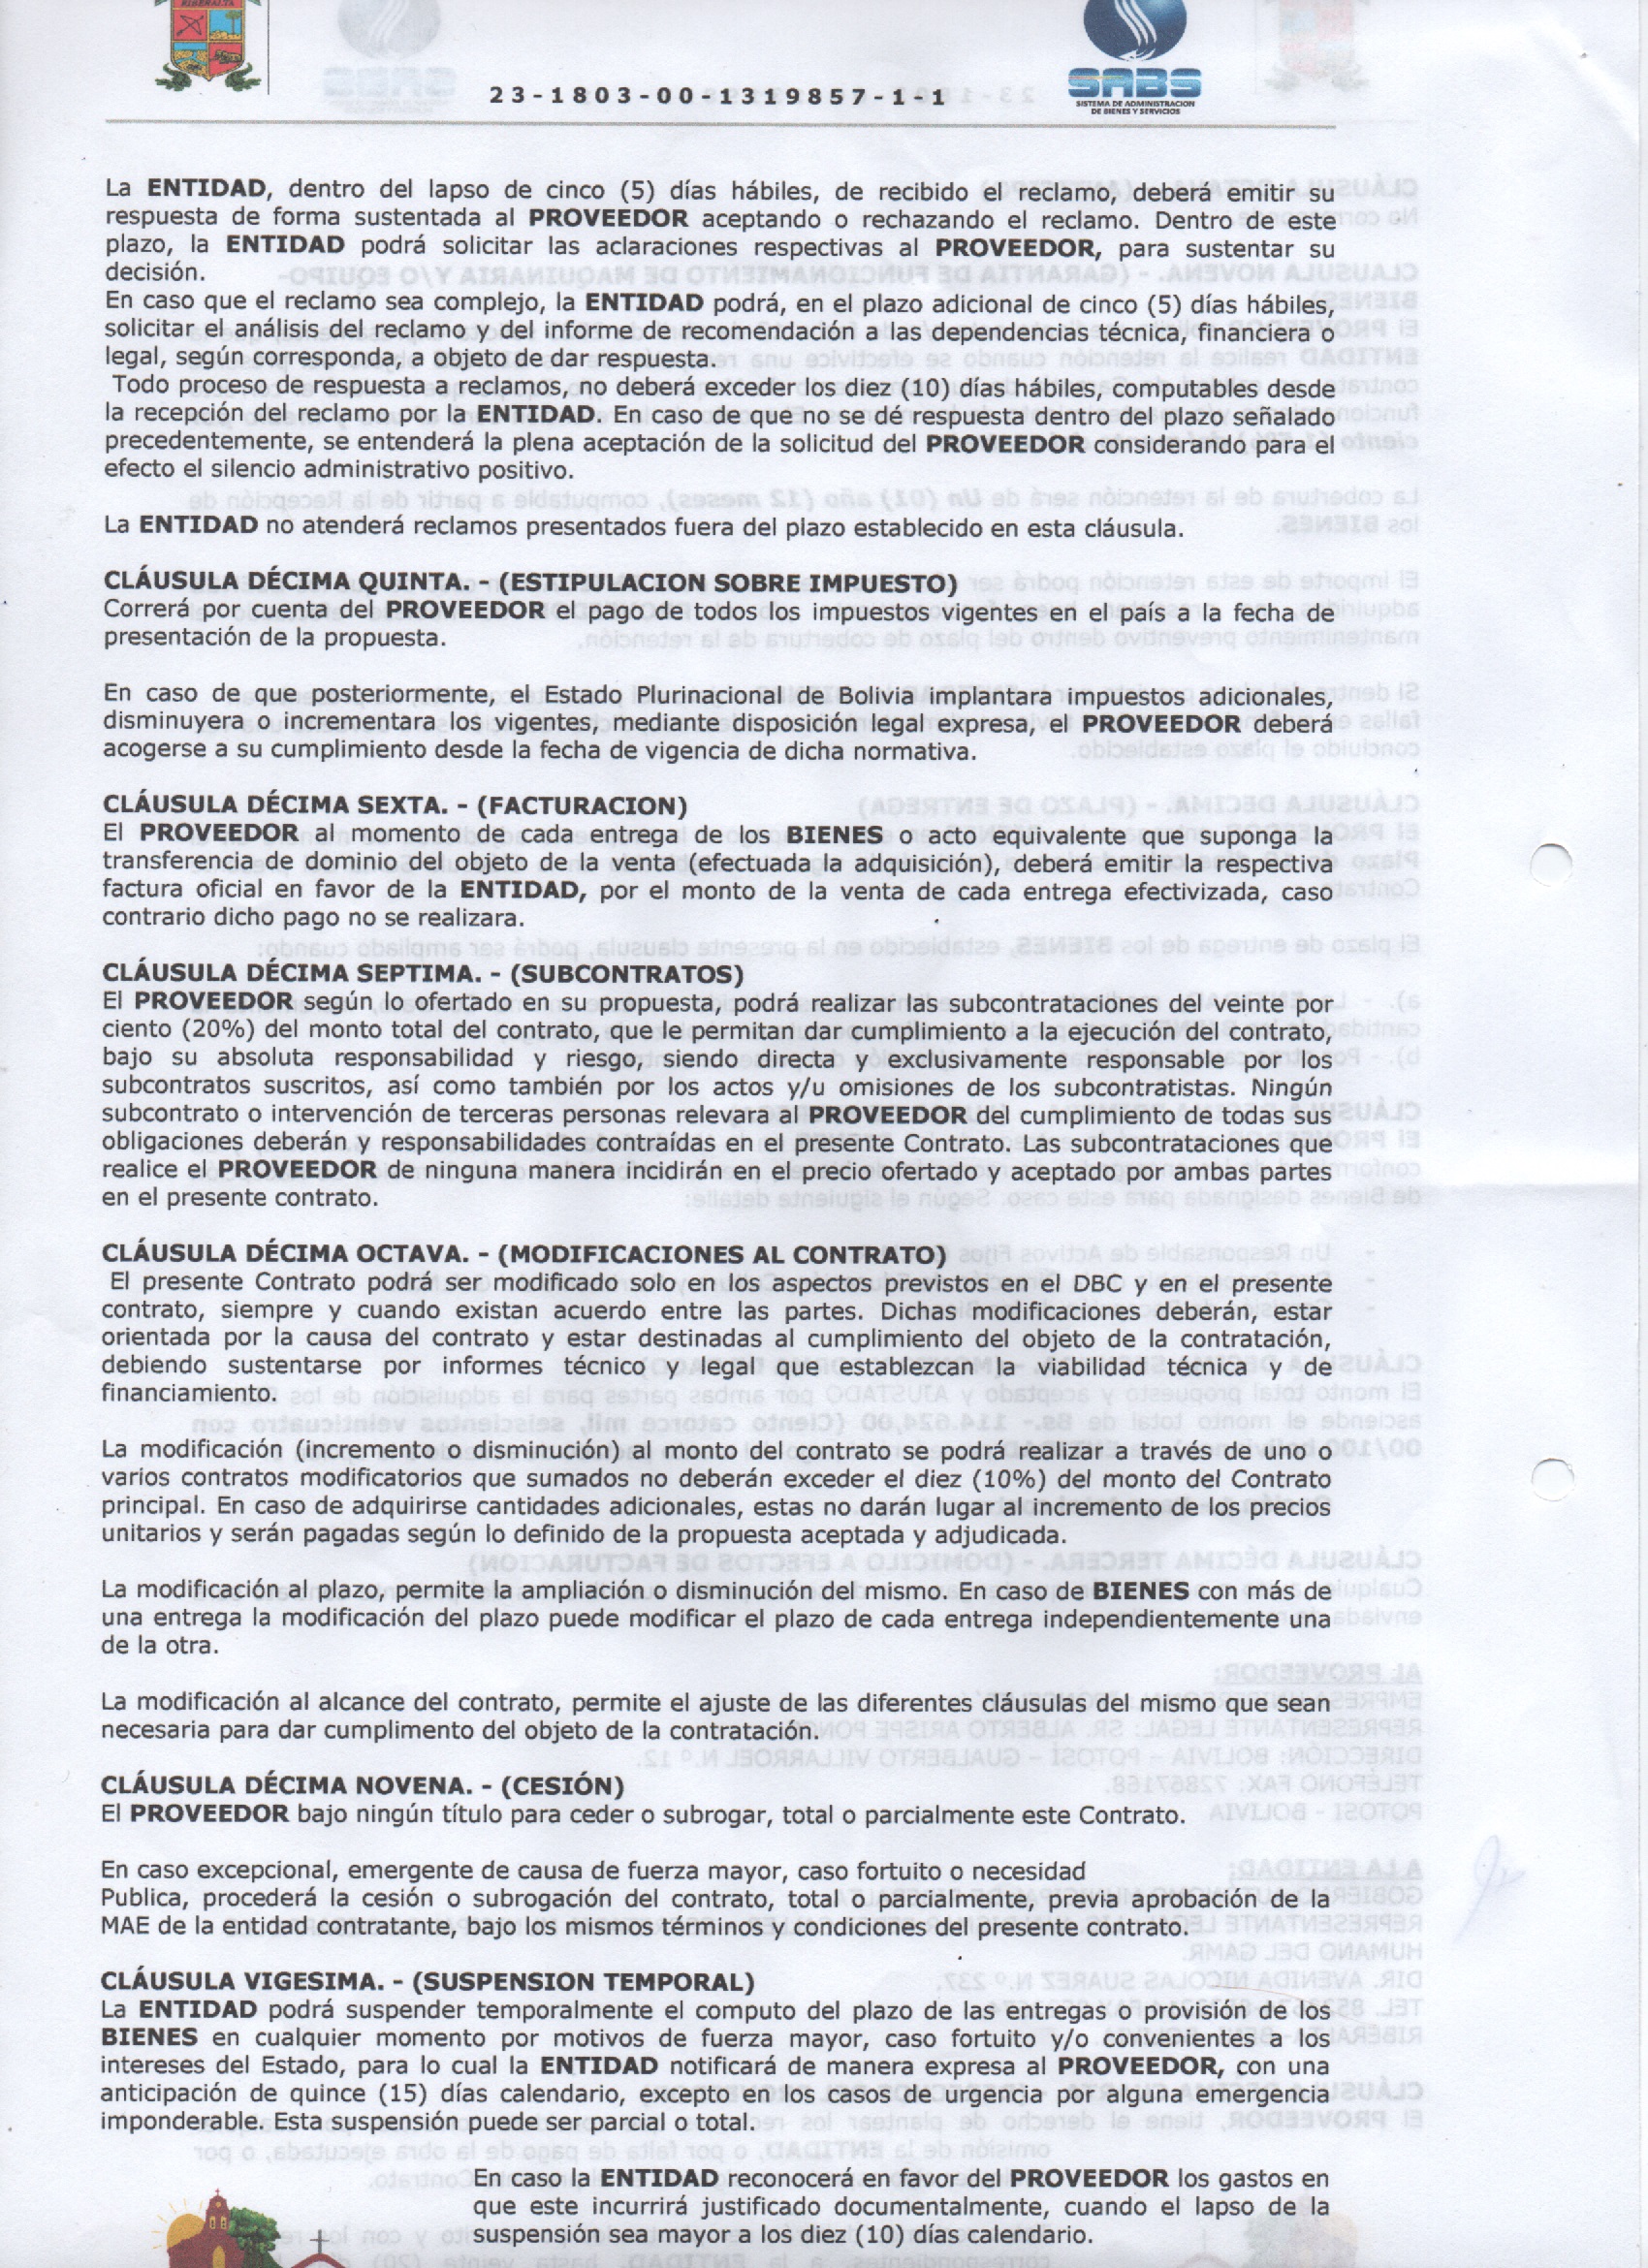 RIBERALTA
23-1803-00-1319857-1-1
SABS
SISTEMA DE ADMINISTRACION
DE BIENES Y SERVICIOS
La ENTIDAD, dentro del lapso de cinco (5) días hábiles, de recibido el reclamo, deberá emitir su
respuesta de forma sustentada al PROVEEDOR aceptando o rechazando el reclamo. Dentro de este
plazo, la ENTIDAD podrá solicitar las aclaraciones respectivas al PROVEEDOR, para sustentar su
decisión.
En caso que el reclamo sea complejo, la ENTIDAD podrá, en el plazo adicional de cinco (5) días hábiles,
solicitar el análisis del reclamo y del informe de recomendación a las dependencias técnica, financiera o
legal, según corresponda, a objeto de dar respuesta.
Todo proceso de respuesta a reclamos, no deberá exceder los diez (10) días hábiles, computables desde
la recepción del reclamo por la ENTIDAD. En caso de que no se dé respuesta dentro del plazo señalado
precedentemente, se entenderá la plena aceptación de la solicitud del PROVEEDOR considerando para el
efecto el silencio administrativo positivo.
La ENTIDAD no atenderá reclamos presentados fuera del plazo establecido en esta cláusula.
CLÁUSULA DÉCIMA QUINTA. - (ESTIPULACION SOBRE IMPUESTO)
Correrá por cuenta del PROVEEDOR el pago de todos los impuestos vigentes en el país a la fecha de
presentación de la propuesta.
En caso de que posteriormente, el Estado Plurinacional de Bolivia implantara impuestos adicionales,
disminuyera o incrementara los vigentes, mediante disposición legal expresa, el PROVEEDOR deberá
acogerse a su cumplimiento desde la fecha de vigencia de dicha normativa.
CLÁUSULA DÉCIMA SEXTA. - (FACTURACION)
El PROVEEDOR al momento de cada entrega de los BIENES o acto equivalente que suponga la
transferencia de dominio del objeto de la venta (efectuada la adquisición), deberá emitir la respectiva
factura oficial en favor de la ENTIDAD, por el monto de la venta de cada entrega efectivizada, caso
contrario dicho pago no se realizara.
CLÁUSULA DÉCIMA SEPTIMA. - (SUBCONTRATOS)
El PROVEEDOR según lo ofertado en su propuesta, podrá realizar las subcontrataciones del veinte por
ciento (20%) del monto total del contrato, que le permitan dar cumplimiento a la ejecución del contrato,
bajo su absoluta responsabilidad y riesgo, siendo directa y exclusivamente responsable por los
subcontratos suscritos, así como también por los actos y/u omisiones de los subcontratistas. Ningún
subcontrato o intervención de terceras personas relevará al PROVEEDOR del cumplimiento de todas sus
obligaciones deberán y responsabilidades contraídas en el presente Contrato. Las subcontrataciones que
realice el PROVEEDOR de ninguna manera incidirán en el precio ofertado y aceptado por ambas partes
en el presente contrato.
CLÁUSULA DÉCIMA OCTAVA. - (MODIFICACIONES AL CONTRATO)
El presente Contrato podrá ser modificado solo en los aspectos previstos en el DBC y en el presente
contrato, siempre y cuando existan acuerdo entre las partes. Dichas modificaciones deberán, estar
orientada por la causa del contrato y estar destinadas al cumplimiento del objeto de la contratación,
debiendo sustentarse por informes técnico y legal que establezcan la viabilidad técnica y de
financiamiento.
La modificación (incremento o disminución) al monto del contrato se podrá realizar a través de uno o
varios contratos modificatorios que sumados no deberán exceder el diez (10%) del monto del Contrato
principal. En caso de adquirirse cantidades adicionales, estas no darán lugar al incremento de los precios
unitarios y serán pagadas según lo definido de la propuesta aceptada y adjudicada.
La modificación al plazo, permite la ampliación o disminución del mismo. En caso de BIENES con más de
una entrega la modificación del plazo puede modificar el plazo de cada entrega independientemente una
de la otra.
La modificación al alcance del contrato, permite el ajuste de las diferentes cláusulas del mismo que sean
necesaria para dar cumplimento del objeto de la contratación.
CLÁUSULA DÉCIMA NOVENA. - (CESIÓN)
El PROVEEDOR bajo ningún título para ceder o subrogar, total o parcialmente este Contrato.
En caso excepcional, emergente de causa de fuerza mayor, caso fortuito o necesidad
Publica, procederá la cesión o subrogación del contrato, total o parcialmente, previa aprobación de la
MAE de la entidad contratante, bajo los mismos términos y condiciones del presente contrato.
CLÁUSULA VIGESIMA. - (SUSPENSION TEMPORAL)
La ENTIDAD podrá suspender temporalmente el computo del plazo de las entregas o provisión de los
BIENES en cualquier momento por motivos de fuerza mayor, caso fortuito y/o convenientes a los
intereses del Estado, para lo cual la ENTIDAD notificará de manera expresa al PROVEEDOR, con una
anticipación de quince (15) días calendario, excepto en los casos de urgencia por alguna emergencia
imponderable. Esta suspensión puede ser parcial o total.
En caso la ENTIDAD reconocerá en favor del PROVEEDOR los gastos en
que este incurrirá justificado documentalmente, cuando el lapso de la
suspensión sea mayor a los diez (10) días calendario.